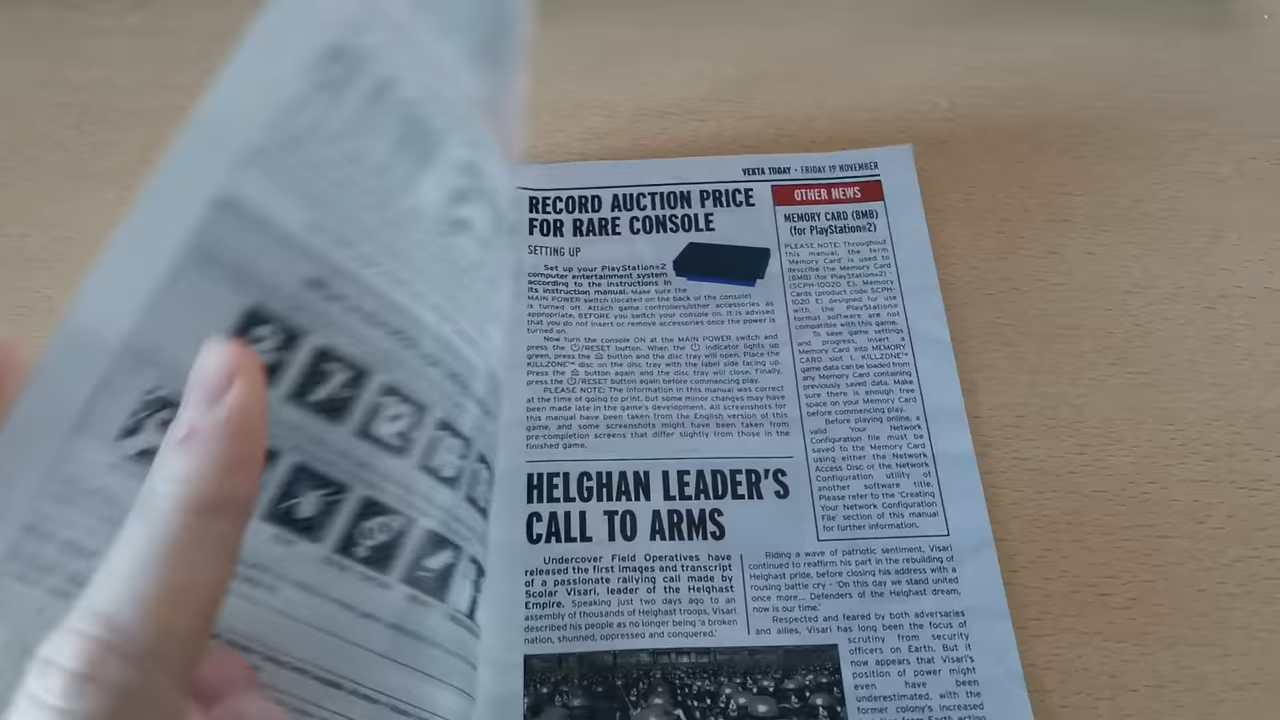 VEKTA TODAY - FRIDAY 19 NOVEMBER
RECORD AUCTION PRICE
FOR RARE CONSOLE
SETTING UP
Set up your PlayStation®2
computer entertainment system
according to the instructions in
its instruction manual. Make sure the
MAIN POWER switch (located on the back of the console)
is turned off. Attach game controllers/other accessories as
appropriate, BEFORE you switch your console on. It is advised
that you do not insert or remove accessories once the power is
turned on.
Now turn the console ON at the MAIN POWER switch and
press the ⏻/RESET button. When the ⏻ indicator lights up
green, press the ⏏ button and the disc tray will open. Place the
KILLZONE™ disc on the disc tray with the label side facing up.
Press the ⏏ button again and the disc tray will close. Finally,
press the ⏻/RESET button again before commencing play.
PLEASE NOTE: The information in this manual was correct
at the time of going to print, but some minor changes may have
been made late in the game's development. All screenshots for
this manual have been taken from the English version of this
game, and some screenshots might have been taken from
pre-completion screens that differ slightly from those in the
finished game.
OTHER NEWS
MEMORY CARD (8MB)
(for PlayStation®2)
PLEASE NOTE: Throughout
this manual, the term
'Memory Card' is used to
describe the Memory Card
(8MB) (for PlayStation®2) -
(SCPH-10020 E). Memory
Cards (product code SCPH-
1020 E) designed for use
with the PlayStation®
format software are not
compatible with this game.
To save game settings
and progress, insert a
Memory Card into MEMORY
CARD slot 1. KILLZONE™
game data can be loaded from
any Memory Card containing
previously saved data. Make
sure there is enough free
space on your Memory Card
before commencing play.
Before playing online, a
valid Your Network
Configuration file must be
saved to the Memory Card
using either the Network
Access Disc or the Network
Configuration utility of
another software title.
Please refer to the 'Creating
Your Network Configuration
File' section of this manual
for further information.
HELGHAN LEADER'S
CALL TO ARMS
Undercover Field Operatives have
released the first images and transcript
of a passionate rallying call made by
Scolar Visari, leader of the Helghast
Empire. Speaking just two days ago to an
assembly of thousands of Helghast troops, Visari
described his people as no longer being 'a broken
nation, shunned, oppressed and conquered.'
Riding a wave of patriotic sentiment, Visari
continued to reaffirm his part in the rebuilding of
Helghast pride, before closing his address with a
rousing battle cry - 'On this day we stand united
once more... Defenders of the Helghast dream,
now is our time.'
Respected and feared by both adversaries
and allies, Visari has long been the focus of
scrutiny from security
officers on Earth. But it
now appears that Visari's
position of power might
even have been
underestimated, with the
former colony's increased